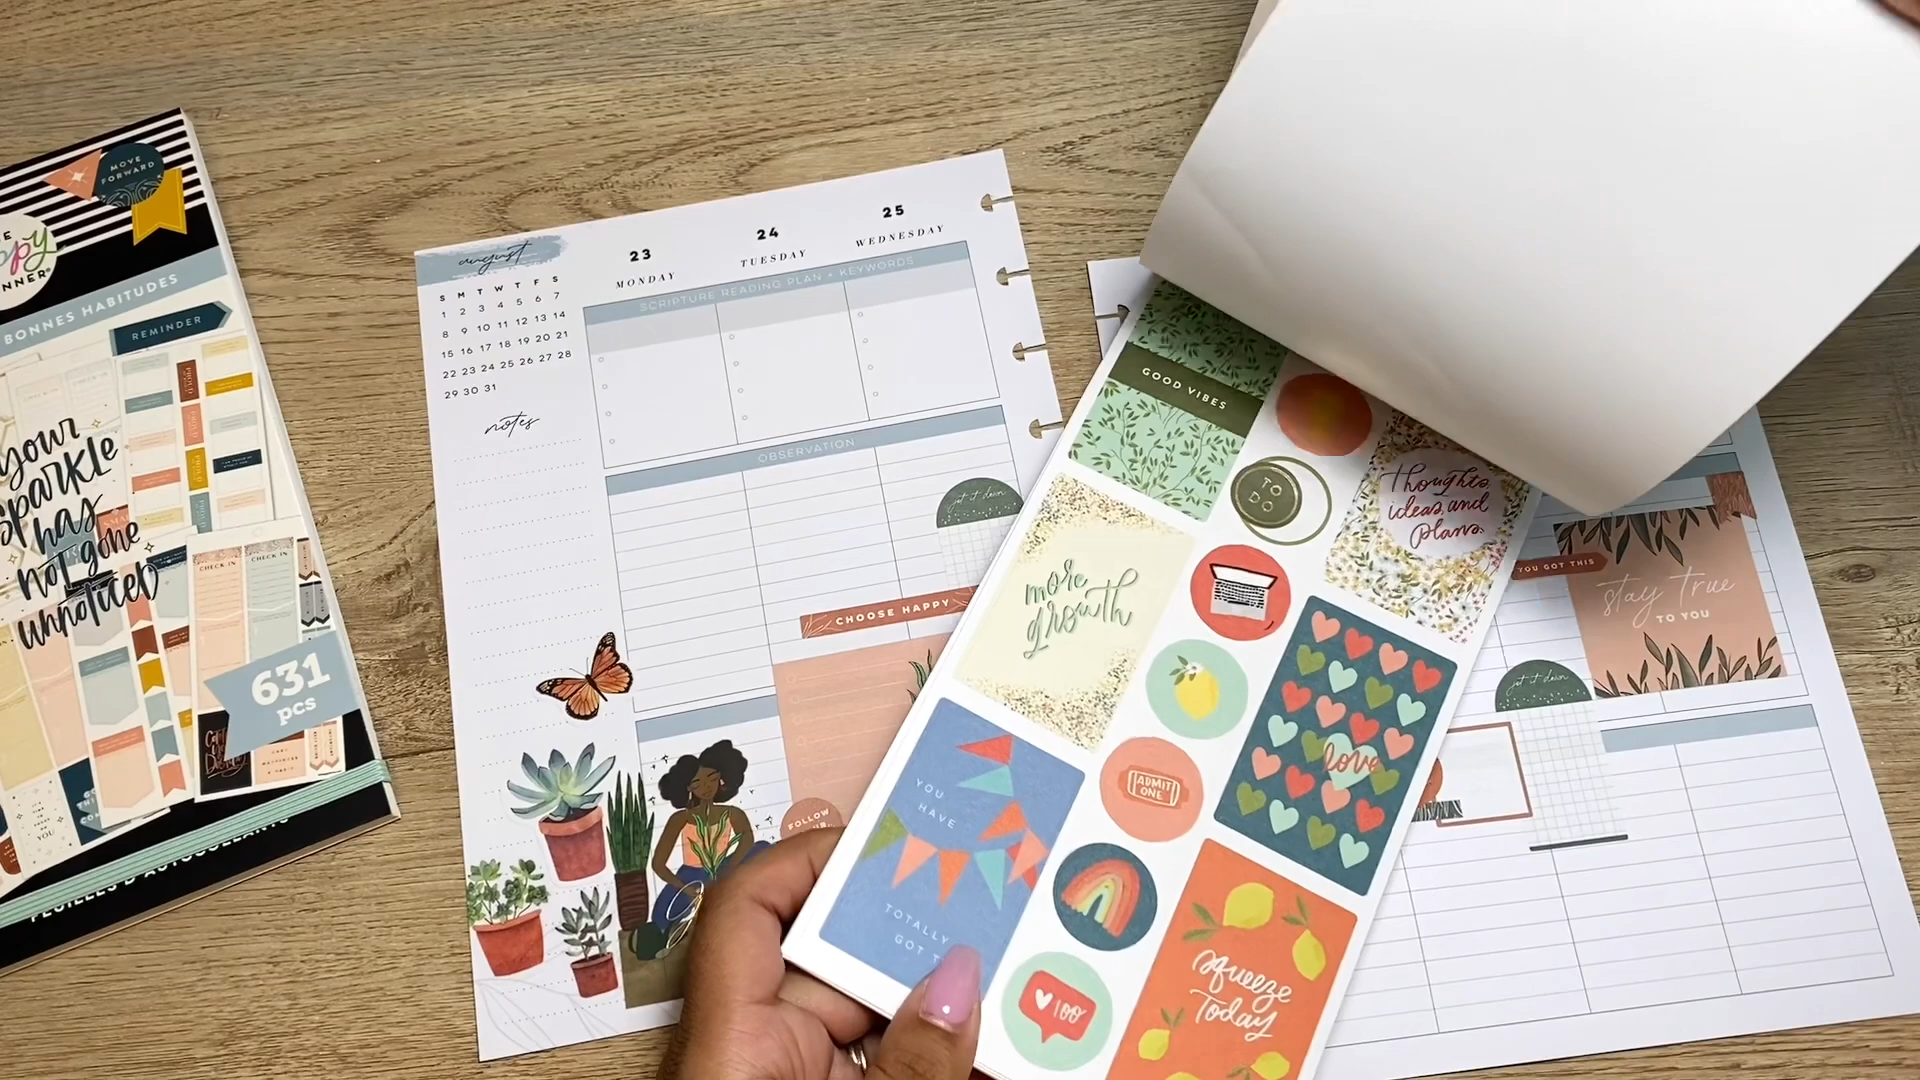 MOVE
FORWARD
BONNES HABITUDES
REMINDER
your
sparkle
has
not gone
unnoticed
CHECK IN
CHECK IN
631
pcs
FEUILLES D'AUTOCOLLANTS
august
S M T W T F S
1 2 3 4 5 6 7
8 9 10 11 12 13 14
15 16 17 18 19 20 21
22 23 24 25 26 27 28
29 30 31
notes
23
MONDAY
24
TUESDAY
25
WEDNESDAY
SCRIPTURE READING PLAN + KEYWORDS
OBSERVATION
get it down
CHOOSE HAPPY
FOLLOW
GOOD VIBES
TO
DO
Thoughts,
ideas, and
plans.
more
growth
love
YOU
HAVE
TOTALLY
GOT
ADMIT
ONE
100
squeeze
Today
YOU GOT THIS
stay true
TO YOU
get it down